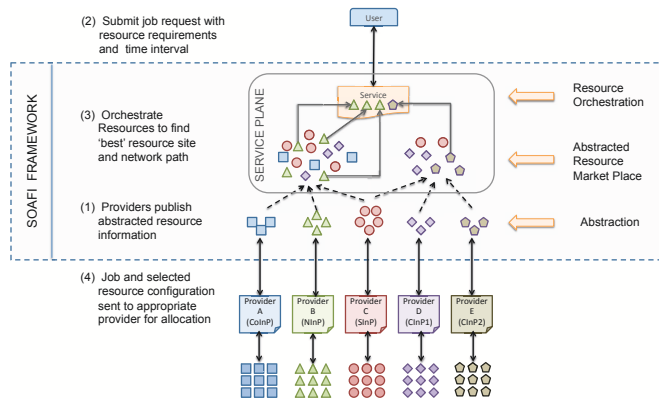 (2) Submit job request with
resource requirements
and time interval
User
SOAFI FRAMEWORK
SERVICE PLANE
Service
Resource
Orchestration
(3) Orchestrate
Resources to find
‘best’ resource site
and network path
Abstracted
Resource
Market Place
(1) Providers publish
abstracted resource
information
Abstraction
(4) Job and selected
resource configuration
sent to appropriate
provider for allocation
Provider
A
(CoInP)
Provider
B
(NInP)
Provider
C
(SInP)
Provider
D
(CInP1)
Provider
E
(CInP2)